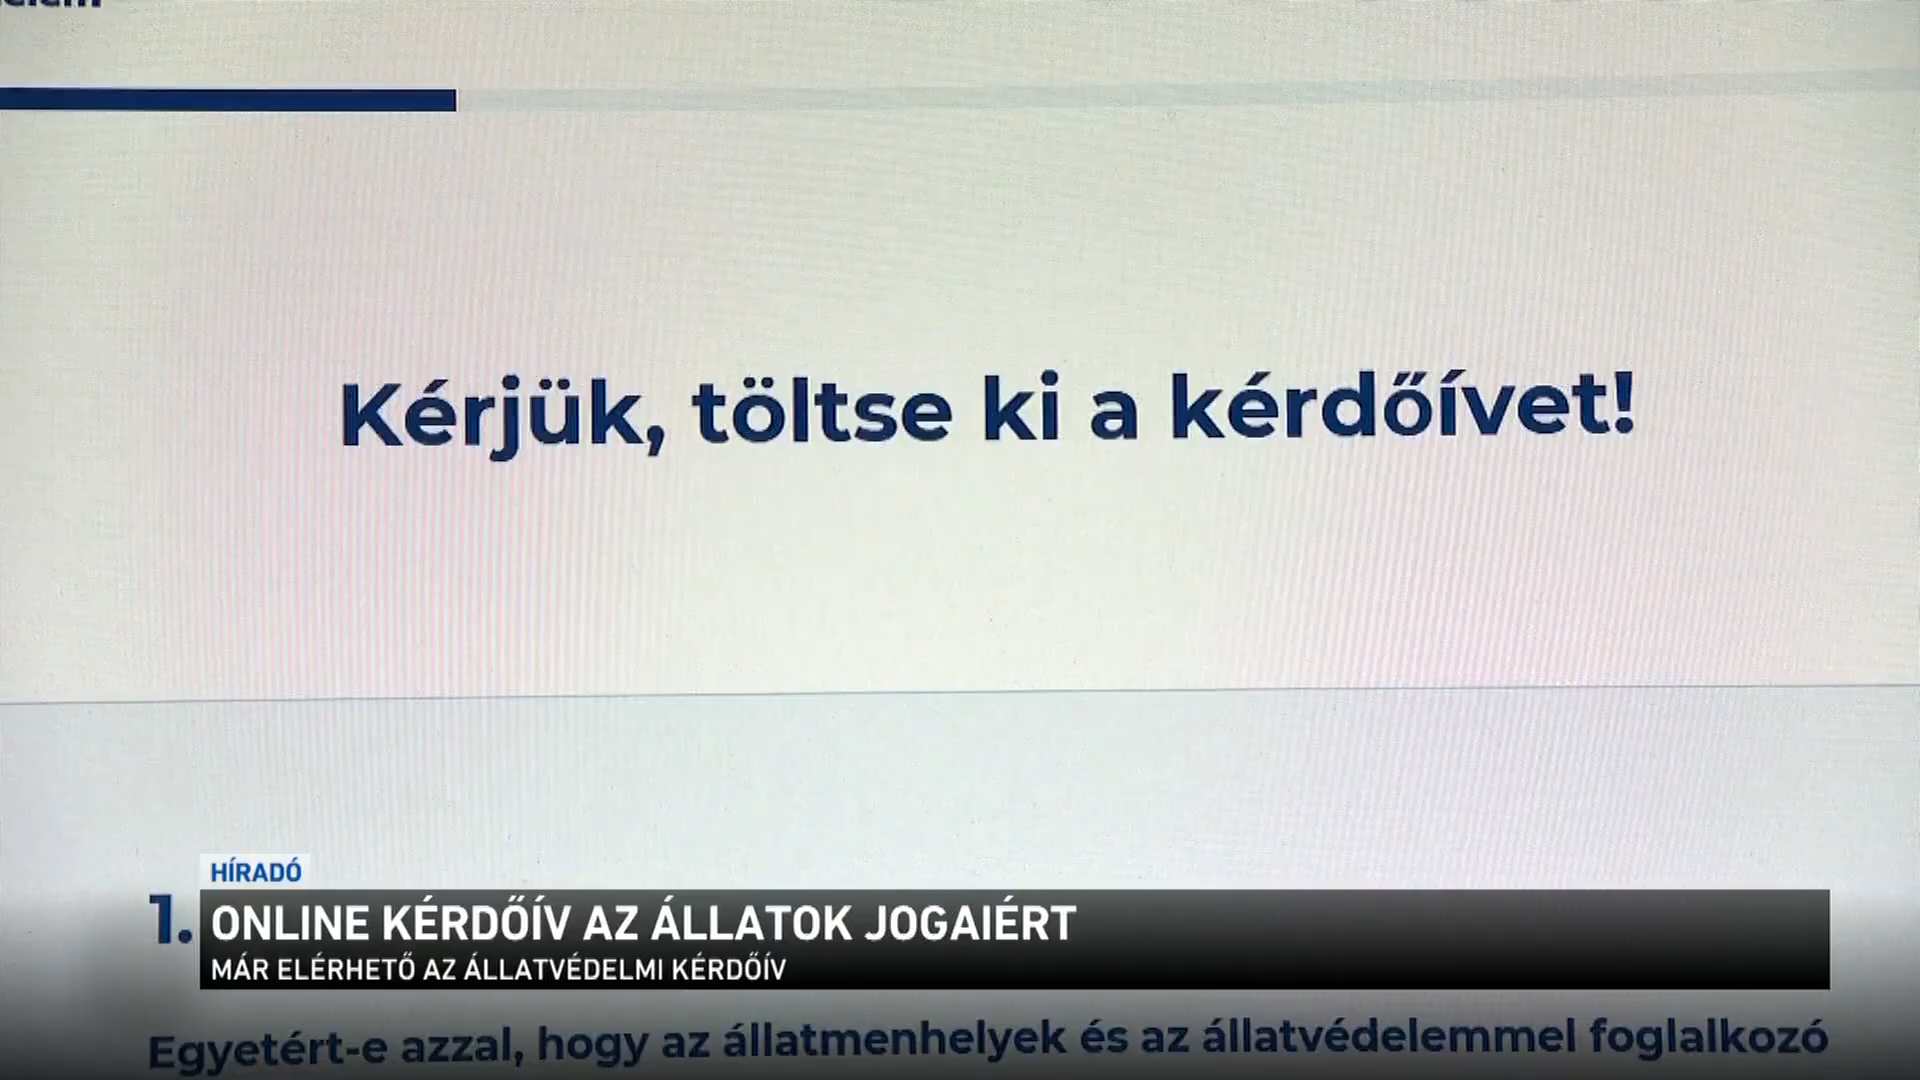 Kérjük, töltse ki a kérdőívet!
HÍRADÓ
1.
ONLINE KÉRDŐÍV AZ ÁLLATOK JOGAIÉRT
MÁR ELÉRHETŐ AZ ÁLLATVÉDELMI KÉRDŐÍV
Egyetért-e azzal, hogy az állatmenhelyek és az állatvédelemmel foglalkozó